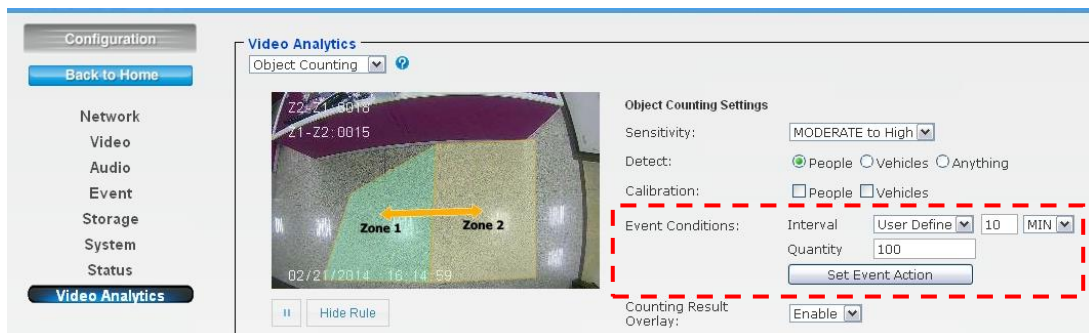 Configuration
Back to Home
Network
Video
Audio
Event
Storage
System
Status
Video Analytics
Video Analytics
Object Counting
Z2-Z1:0018
Z1-Z2:0015
Zone 1
Zone 2
02/21/2014 16:14:59
Hide Rule
Object Counting Settings
Sensitivity: MODERATE to High
Detect: People Vehicles Anything
Calibration: People Vehicles
Event Conditions: Interval User Define 10 MIN
Quantity 100
Set Event Action
Counting Result Overlay: Enable